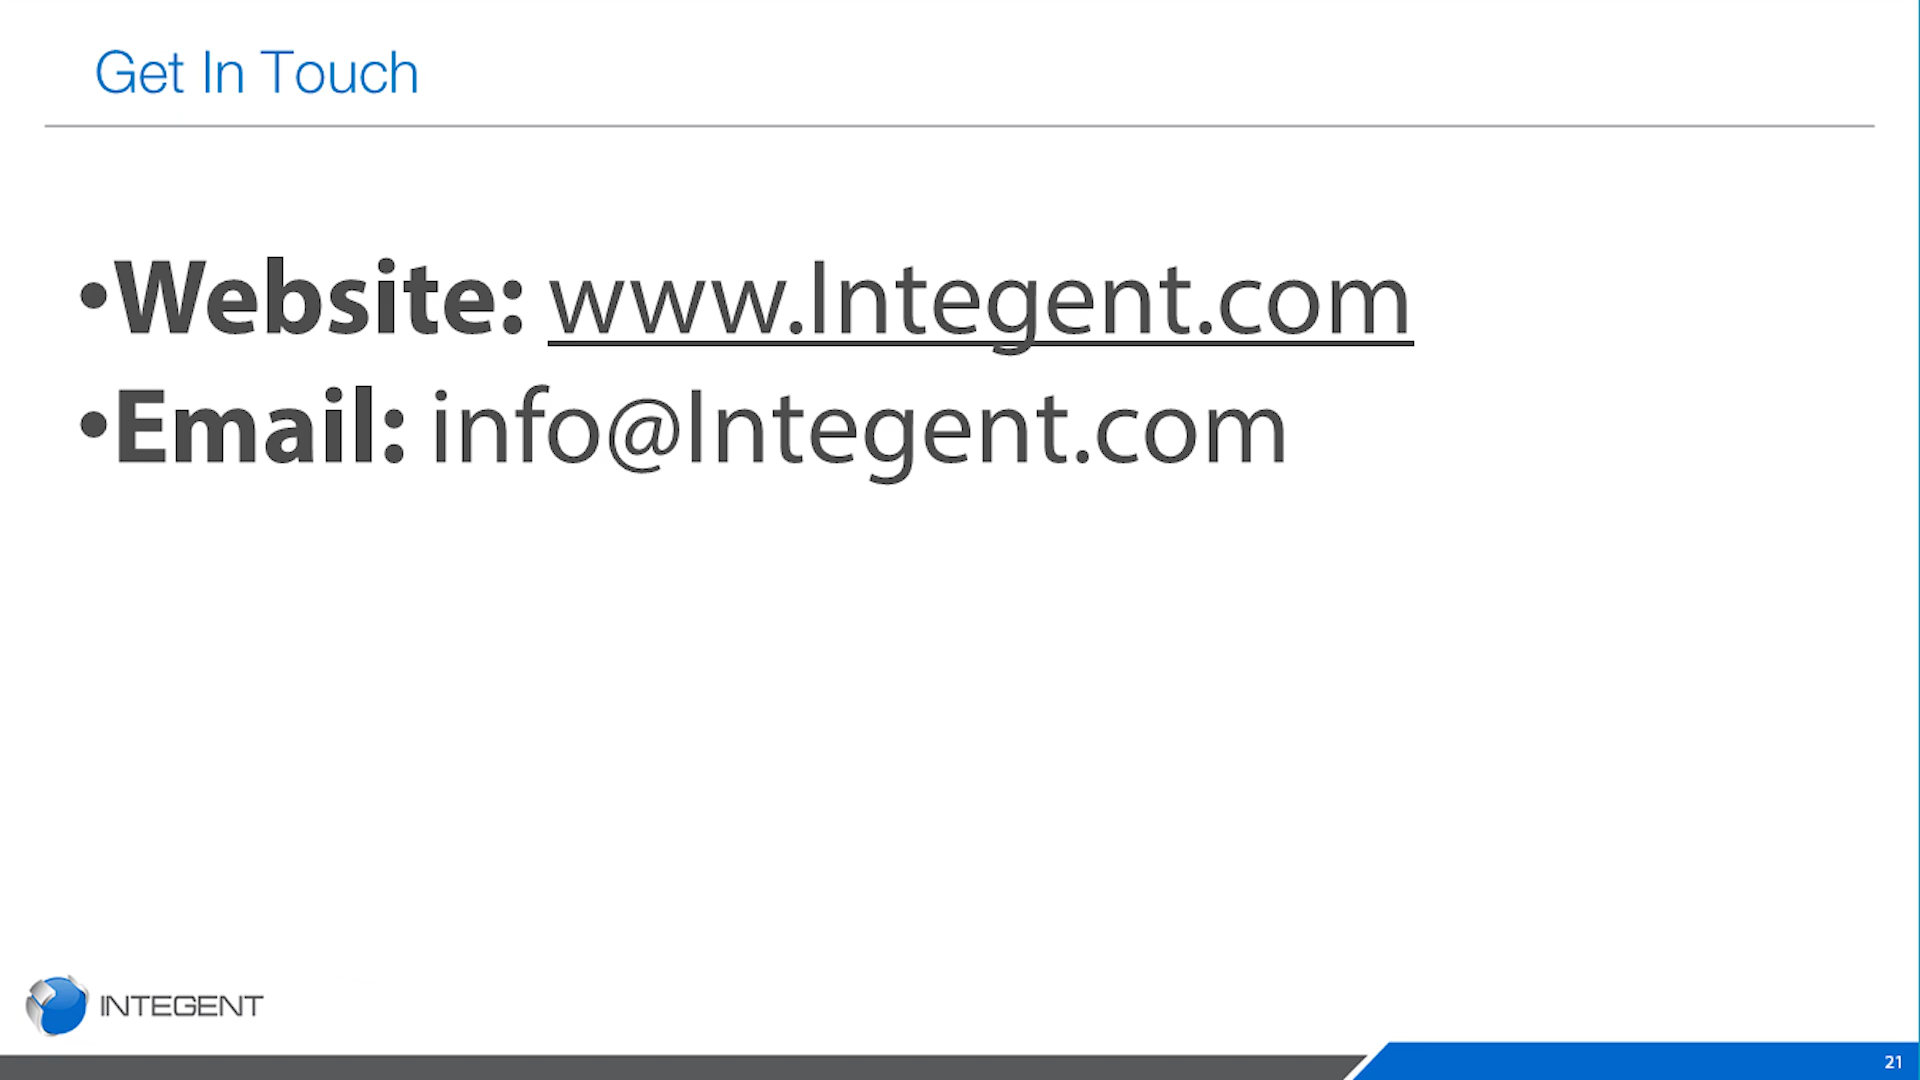 Get In Touch
•Website: www.Integent.com
•Email: info@Integent.com
INTEGENT
21